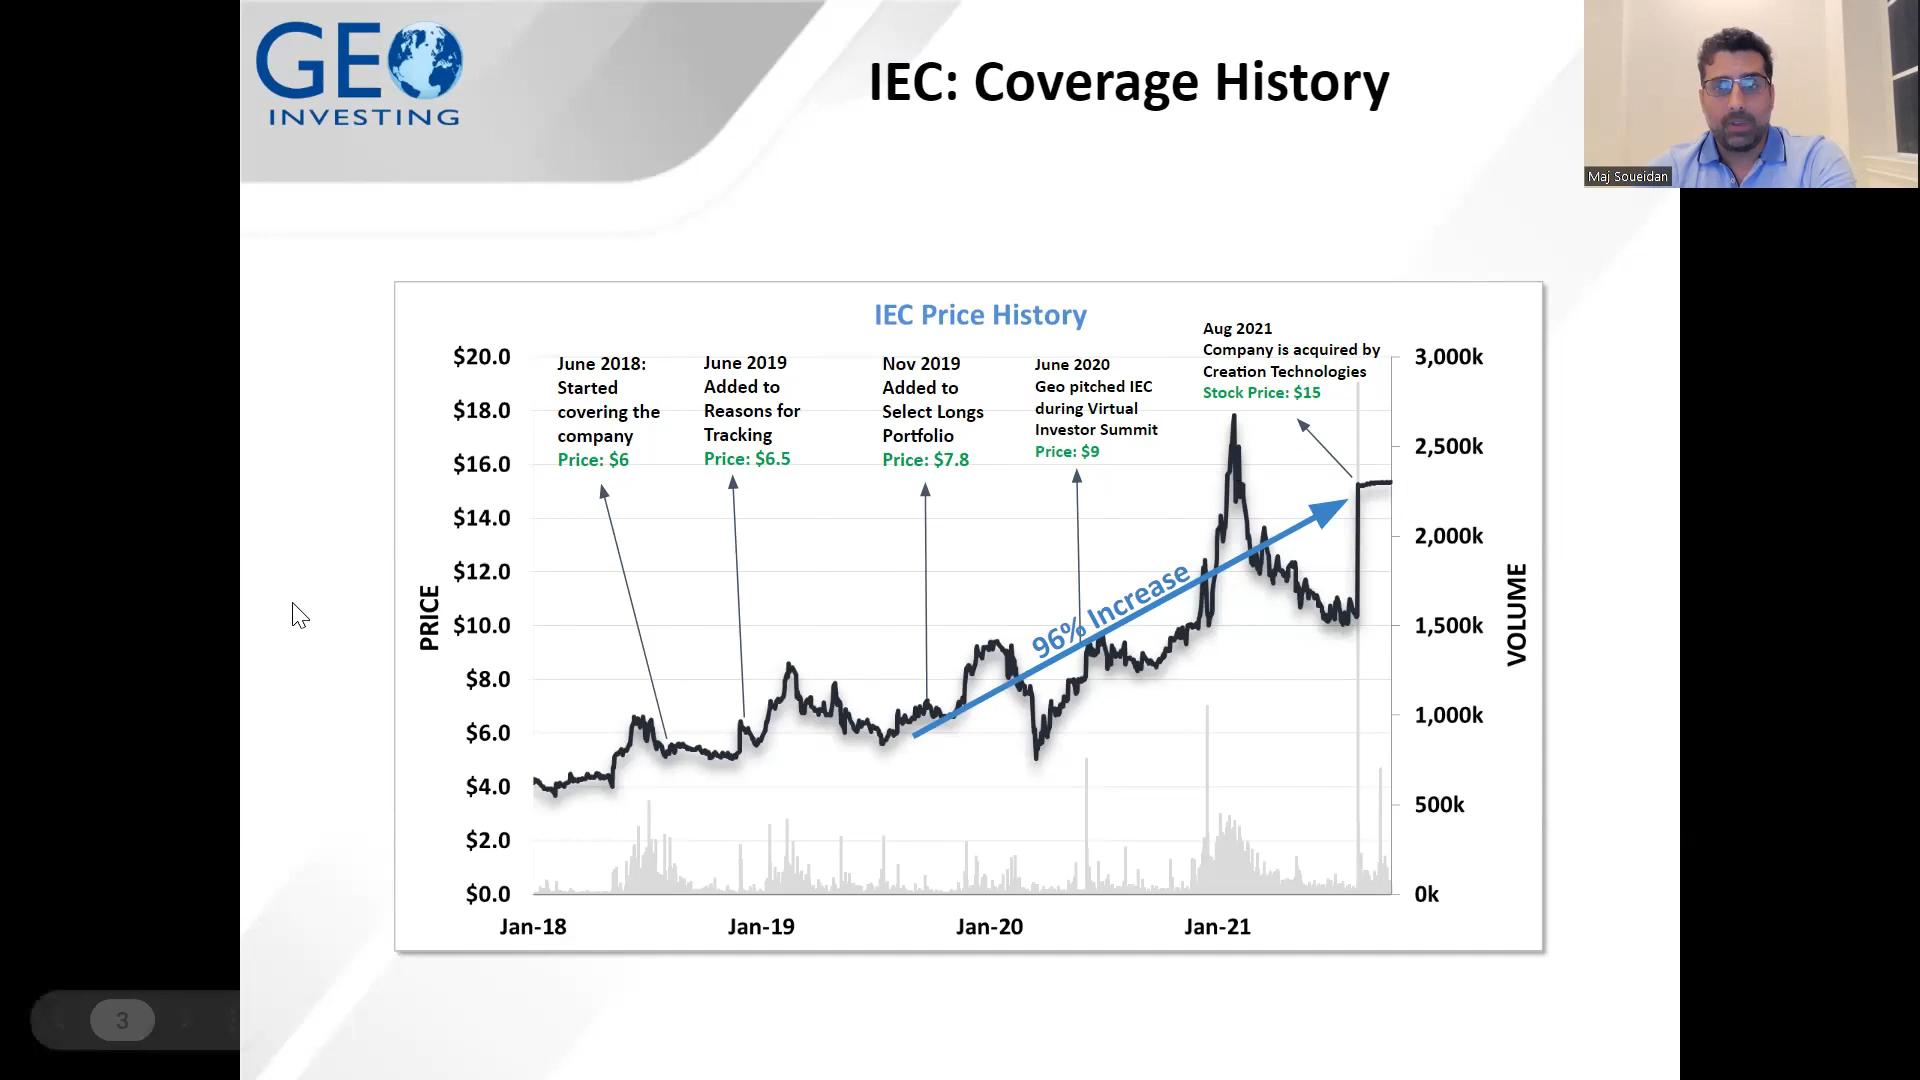 GEO
INVESTING
IEC: Coverage History
Maj Soueidan
IEC Price History
June 2018:
Started
covering the
company
Price: $6
June 2019
Added to
Reasons for
Tracking
Price: $6.5
Nov 2019
Added to
Select Longs
Portfolio
Price: $7.8
June 2020
Geo pitched IEC
during Virtual
Investor Summit
Price: $9
Aug 2021
Company is acquired by
Creation Technologies
Stock Price: $15
96% Increase
PRICE
$20.0
$18.0
$16.0
$14.0
$12.0
$10.0
$8.0
$6.0
$4.0
$2.0
$0.0
3,000k
2,500k
2,000k
1,500k
1,000k
500k
0k
VOLUME
Jan-18
Jan-19
Jan-20
Jan-21
3